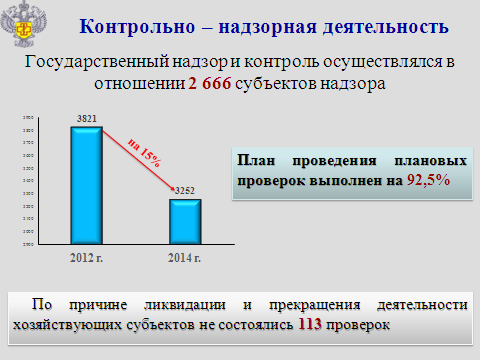 Контрольно – надзорная деятельность
Государственный надзор и контроль осуществлялся в
отношении 2 666 субъектов надзора
3821
на 15%
3252
2012 г.
2014 г.
План проведения плановых
проверок выполнен на 92,5%
По причине ликвидации и прекращения деятельности
хозяйствующих субъектов не состоялись 113 проверок